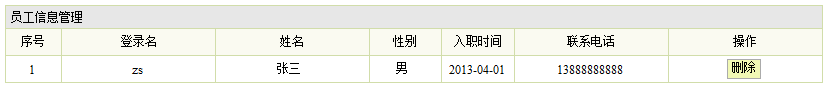 员工信息管理
序号 登录名 姓名 性别 入职时间 联系电话 操作
1 zs 张三 男 2013-04-01 13888888888 删除